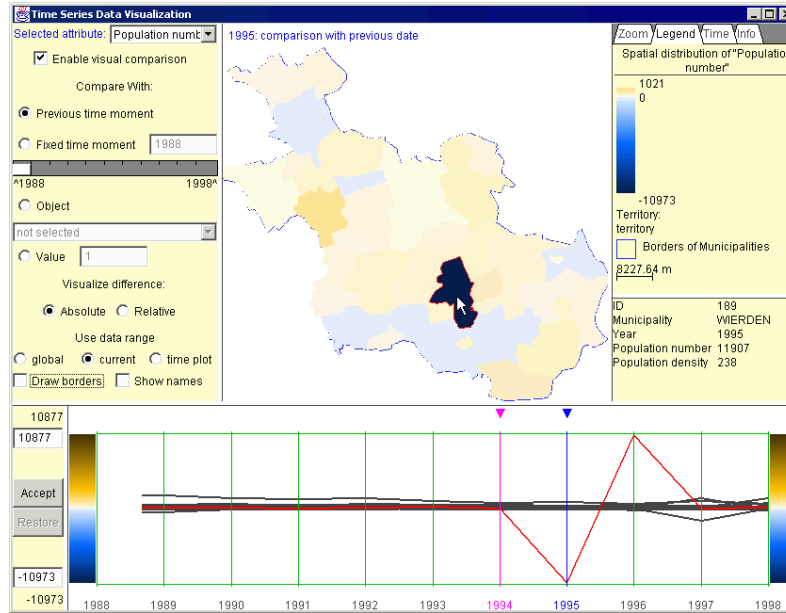 Time Series Data Visualization
Selected attribute: Population numb
Enable visual comparison
Compare With:
Previous time moment
Fixed time moment 1988
^1988 1998^
Object
not selected
Value 1
Visualize difference:
Absolute Relative
Use data range
global current time plot
Draw borders Show names
1995: comparison with previous date
Zoom Legend Time Info
Spatial distribution of "Populatio
number"
1021
0
-10973
Territory:
territory
Borders of Municipalities
8227.64 m
ID 189
Municipality WIERDEN
Year 1995
Population number 11907
Population density 238
10877
10877
Accept
Restore
-10973
-10973
1988 1989 1990 1991 1992 1993 1994 1995 1996 1997 1998